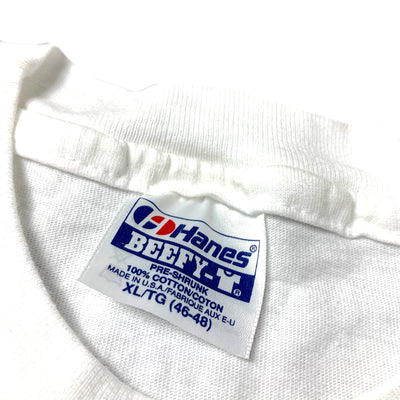 Hanes®
BEEFY-T®
PRE-SHRUNK
100% COTTON/COTON
MADE IN U.S.A./FABRIQUE AUX E-U
XL/TG (46-48)